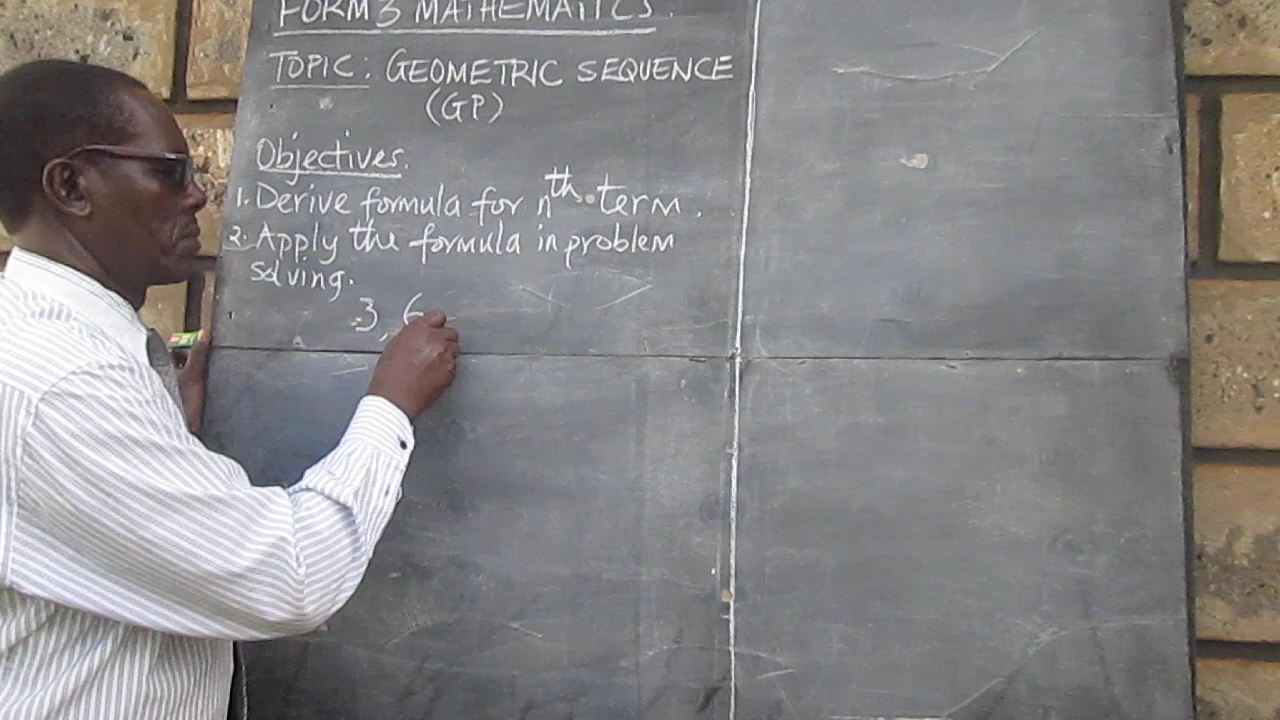 FORM 3 MATHEMATICS.
TOPIC: GEOMETRIC SEQUENCE
(GP)
Objectives.
1. Derive formula for nth term.
2. Apply the formula in problem
solving.
3, 6